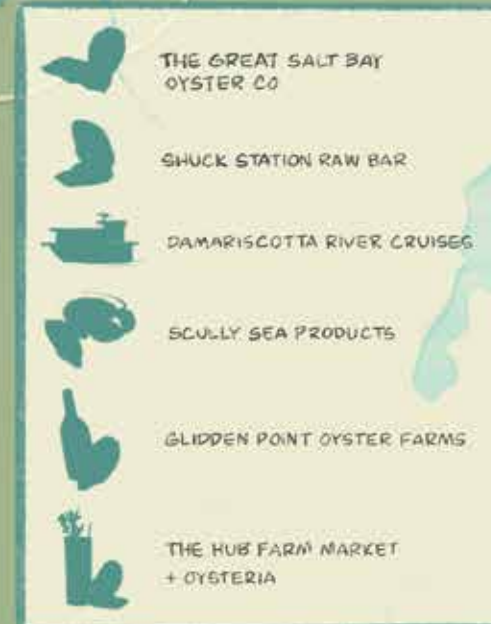 THE GREAT SALT BAY
OYSTER CO
SHUCK STATION RAW BAR
DAMARISCOTTA RIVER CRUISES
SCULLY SEA PRODUCTS
GLIDDEN POINT OYSTER FARMS
THE HUB FARM MARKET
+ OYSTERIA